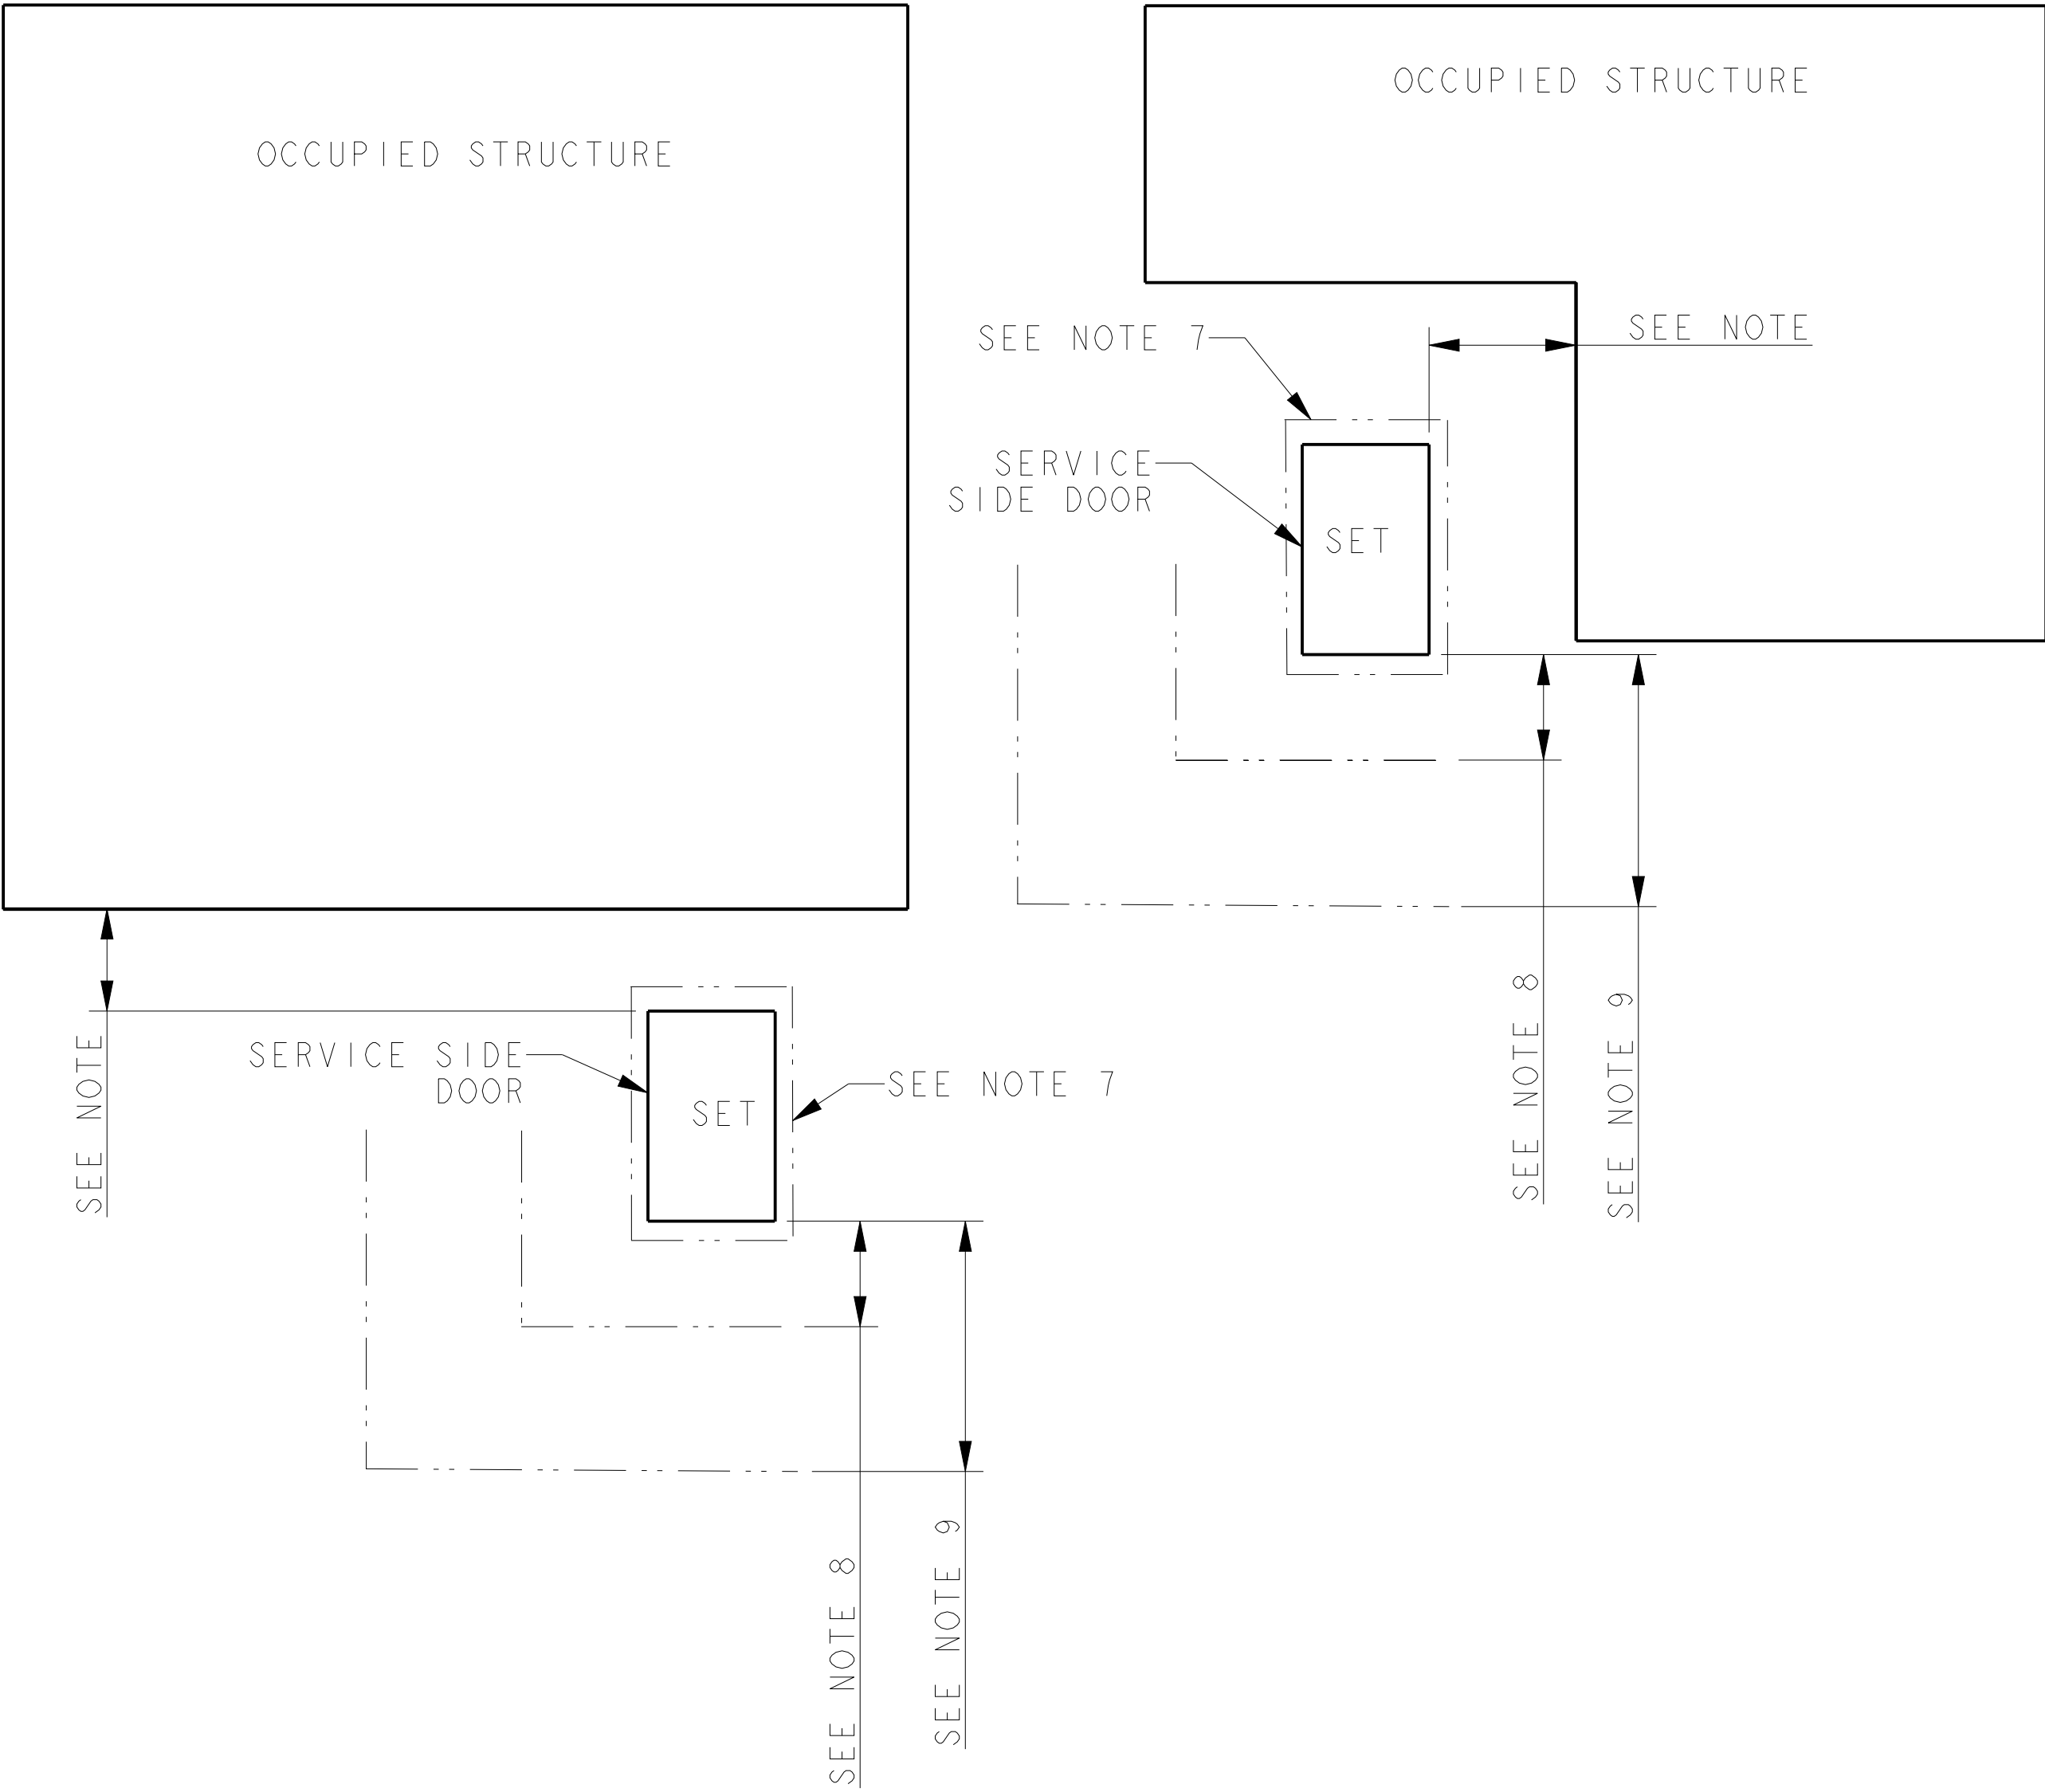 OCCUPIED STRUCTURE
OCCUPIED STRUCTURE
SEE NOTE 7
SEE NOTE
SERVICE
SIDE DOOR
SET
SEE NOTE 8
SEE NOTE 9
SEE NOTE
SERVICE SIDE
DOOR
SET
SEE NOTE 7
SEE NOTE 8
SEE NOTE 9